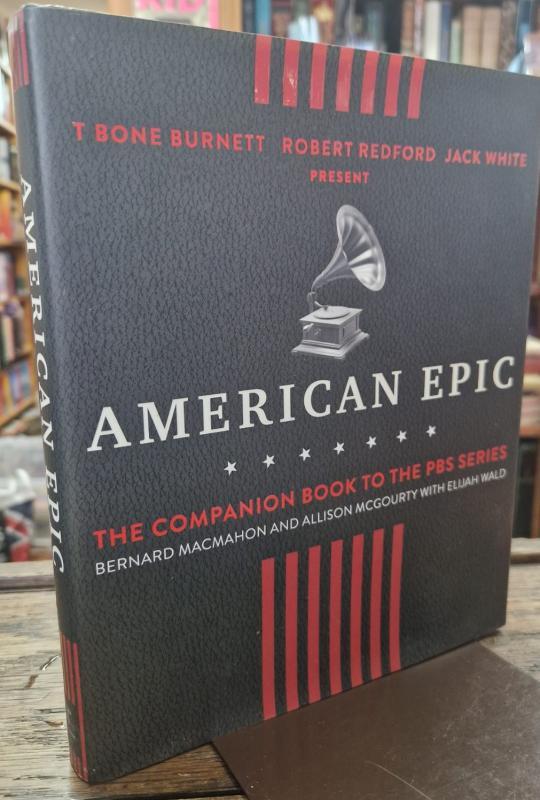 T BONE BURNETT ROBERT REDFORD JACK WHITE
PRESENT
AMERICAN EPIC
THE COMPANION BOOK TO THE PBS SERIES
BERNARD MACMAHON AND ALLISON MCGOURTY WITH ELIJAH WALD
AMERICAN EPIC